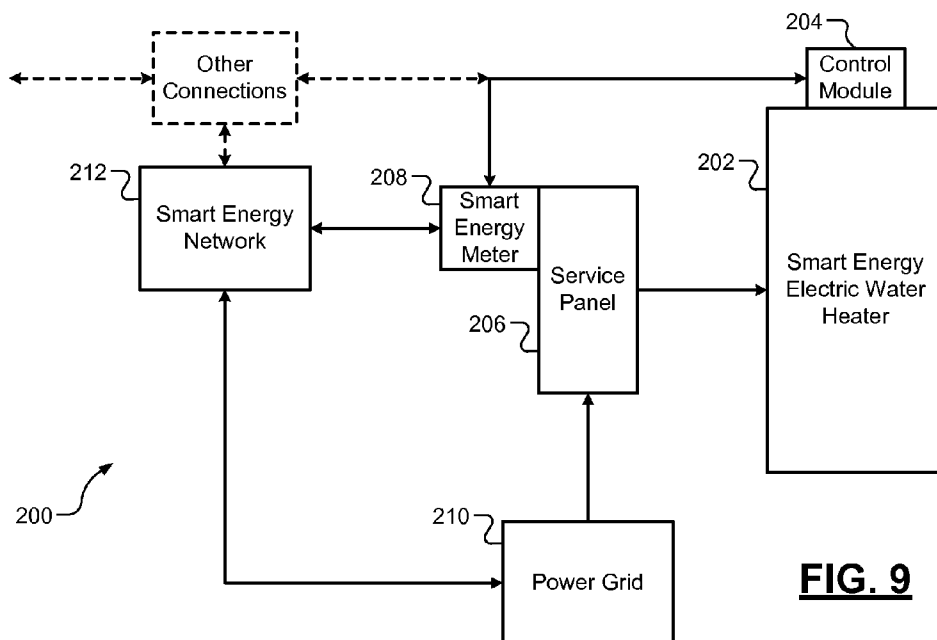 204
Other
Connections
Control
Module
212
208
202
Smart Energy
Network
Smart
Energy
Meter
Service
Panel
206
Smart Energy
Electric Water
Heater
200
210
Power Grid
FIG. 9